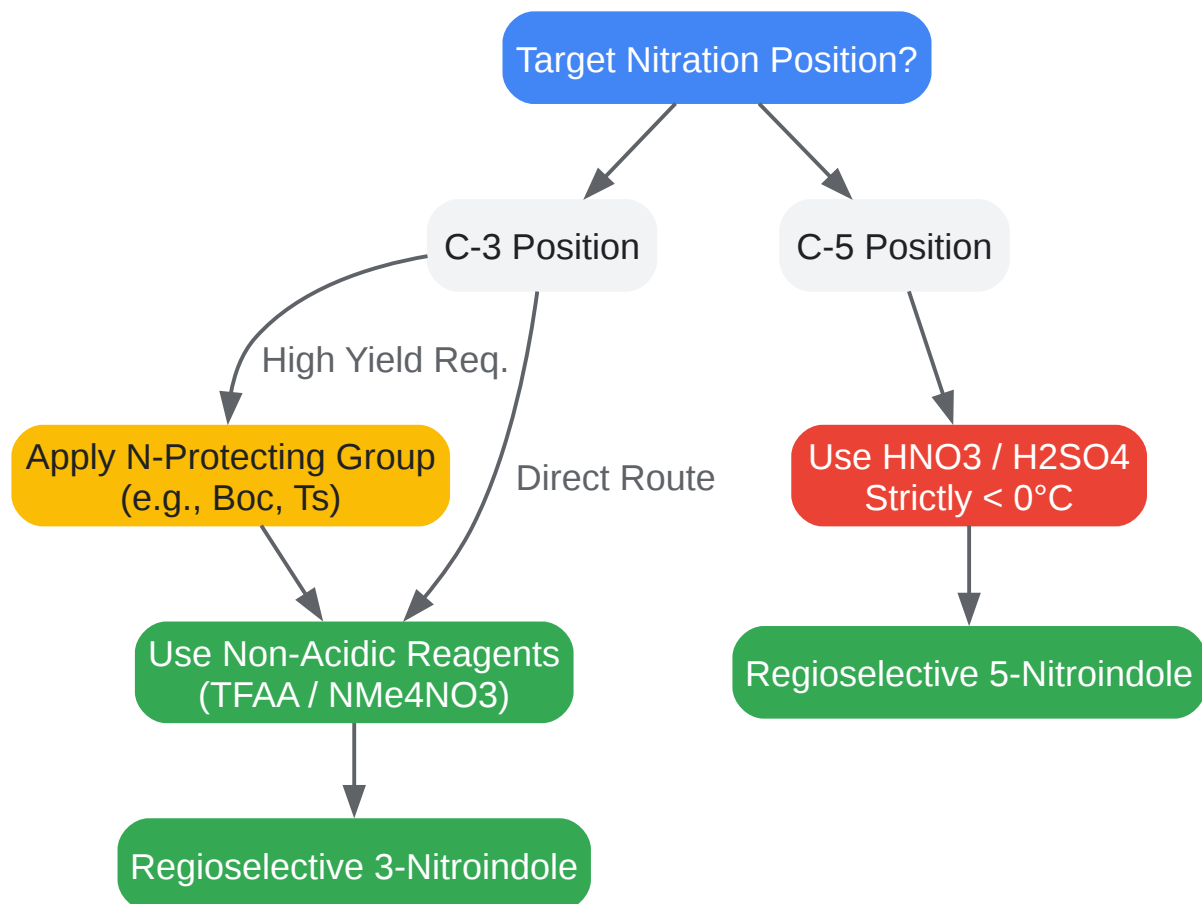 Target Nitration Position?
C-3 Position
C-5 Position
High Yield Req.
Apply N-Protecting Group
(e.g., Boc, Ts)
Direct Route
Use HNO3 / H2SO4
Strictly < 0°C
Use Non-Acidic Reagents
(TFAA / NMe4NO3)
Regioselective 5-Nitroindole
Regioselective 3-Nitroindole